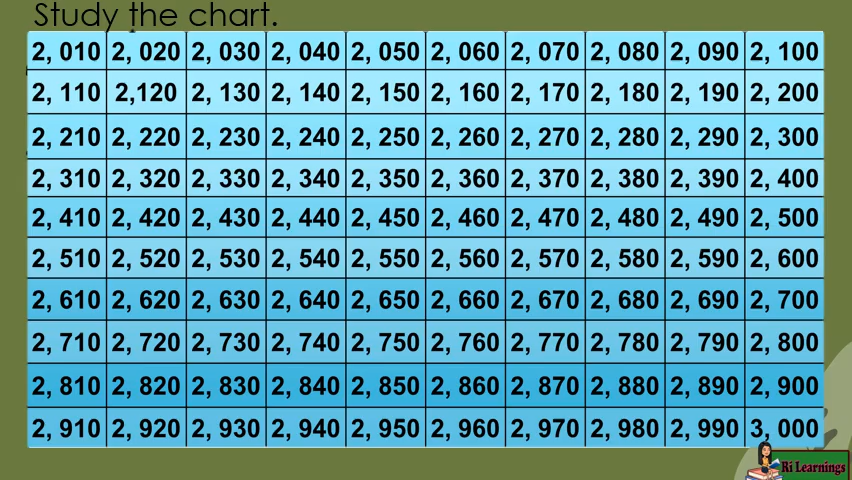 Study the chart.
2, 010 2, 020 2, 030 2, 040 2, 050 2, 060 2, 070 2, 080 2, 090 2, 100
2, 110 2,120 2, 130 2, 140 2, 150 2, 160 2, 170 2, 180 2, 190 2, 200
2, 210 2, 220 2, 230 2, 240 2, 250 2, 260 2, 270 2, 280 2, 290 2, 300
2, 310 2, 320 2, 330 2, 340 2, 350 2, 360 2, 370 2, 380 2, 390 2, 400
2, 410 2, 420 2, 430 2, 440 2, 450 2, 460 2, 470 2, 480 2, 490 2, 500
2, 510 2, 520 2, 530 2, 540 2, 550 2, 560 2, 570 2, 580 2, 590 2, 600
2, 610 2, 620 2, 630 2, 640 2, 650 2, 660 2, 670 2, 680 2, 690 2, 700
2, 710 2, 720 2, 730 2, 740 2, 750 2, 760 2, 770 2, 780 2, 790 2, 800
2, 810 2, 820 2, 830 2, 840 2, 850 2, 860 2, 870 2, 880 2, 890 2, 900
2, 910 2, 920 2, 930 2, 940 2, 950 2, 960 2, 970 2, 980 2, 990 3, 000
Ri Learnings